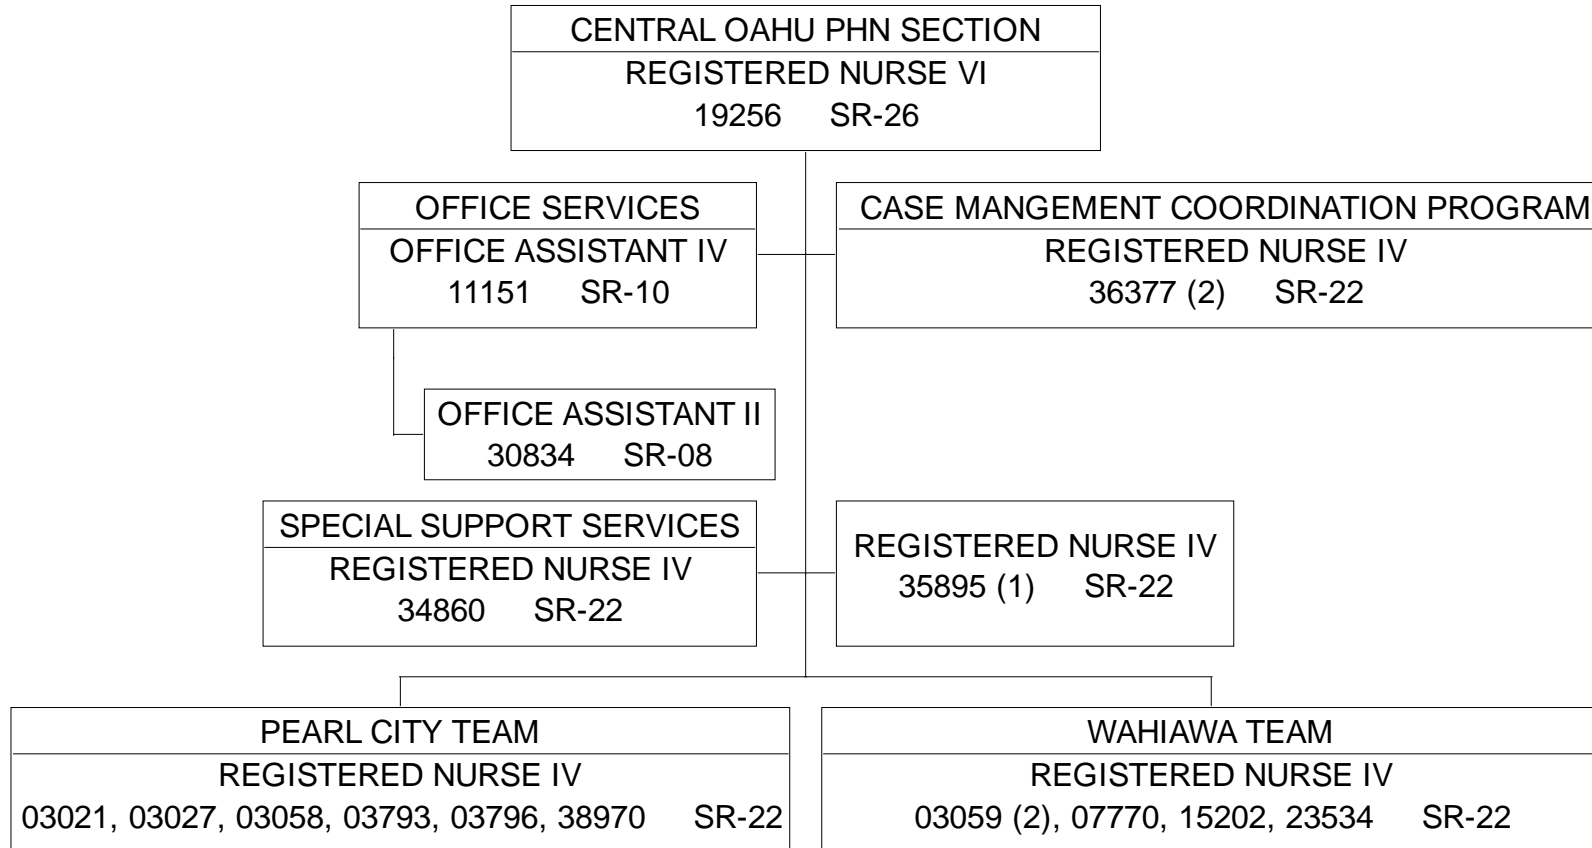 CENTRAL OAHU PHN SECTION
REGISTERED NURSE VI
19256 SR-26
OFFICE SERVICES
OFFICE ASSISTANT IV
11151 SR-10
CASE MANGEMENT COORDINATION PROGRAM
REGISTERED NURSE IV
36377 (2) SR-22
OFFICE ASSISTANT II
30834 SR-08
SPECIAL SUPPORT SERVICES
REGISTERED NURSE IV
34860 SR-22
REGISTERED NURSE IV
35895 (1) SR-22
PEARL CITY TEAM
REGISTERED NURSE IV
03021, 03027, 03058, 03793, 03796, 38970 SR-22
WAHIAWA TEAM
REGISTERED NURSE IV
03059 (2), 07770, 15202, 23534 SR-22